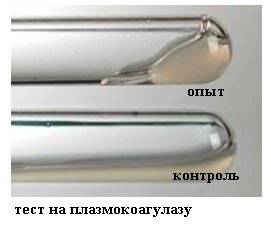 опыт
контроль
тест на плазмокоагулазу